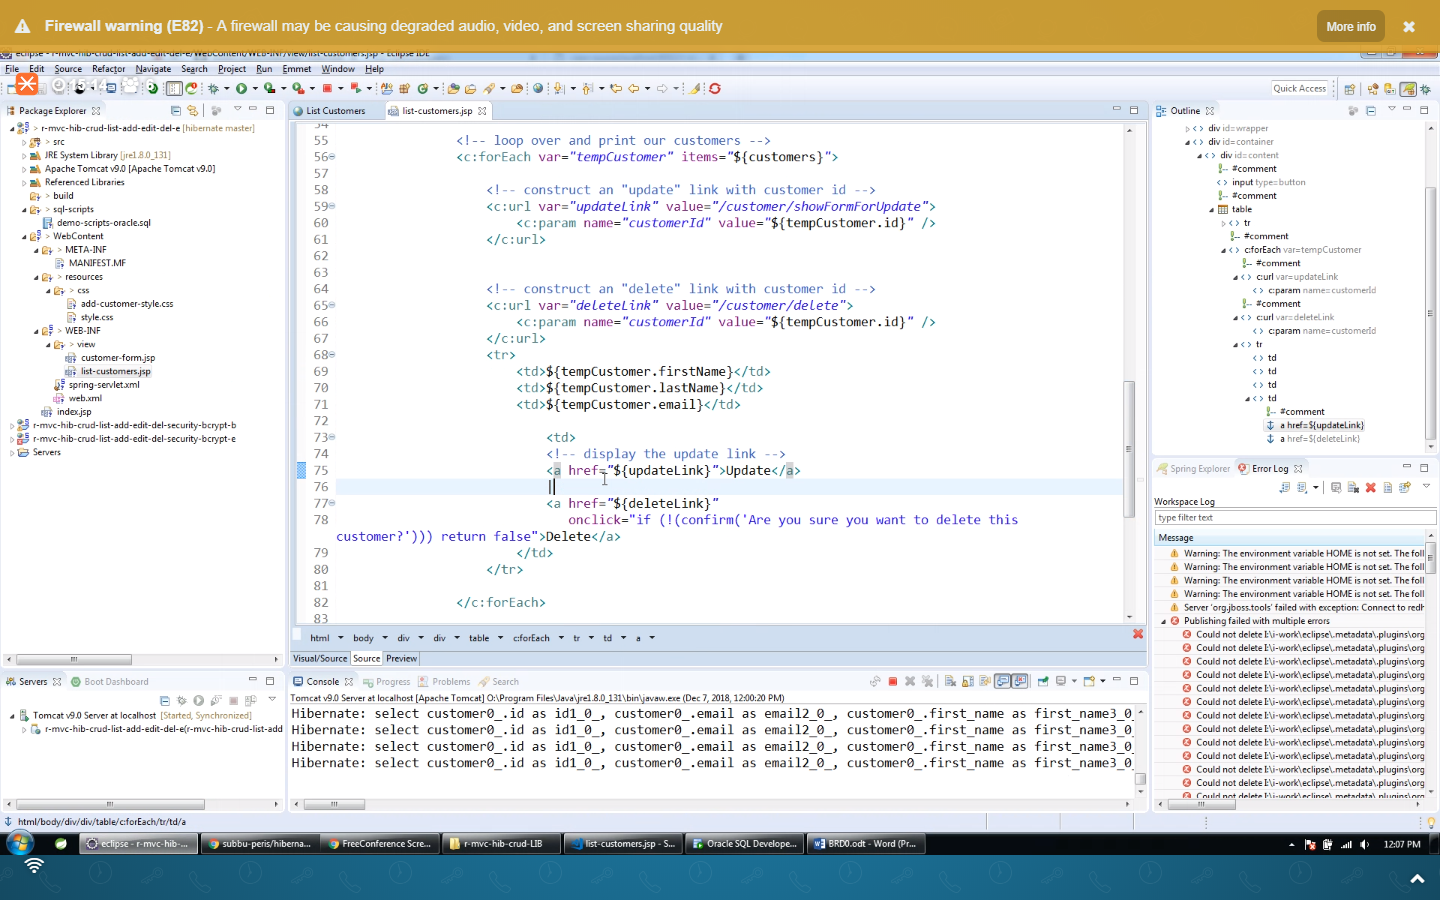 Firewall warning (E82) - A firewall may be causing degraded audio, video, and screen sharing quality
More info
eclipse - r-mvc-hib-crud-list-add-edit-del-e/WebContent/WEB-INF/view/list-customers.jsp - Eclipse IDE
File Edit Source Refactor Navigate Search Project Run Emmet Window Help
Quick Access
Package Explorer
> r-mvc-hib-crud-list-add-edit-del-e [hibernate master]
> src
JRE System Library [jre1.8.0_131]
Apache Tomcat v9.0 [Apache Tomcat v9.0]
Referenced Libraries
> build
> sql-scripts
demo-scripts-oracle.sql
> WebContent
> META-INF
MANIFEST.MF
> resources
> css
add-customer-style.css
style.css
> WEB-INF
> view
customer-form.jsp
list-customers.jsp
spring-servlet.xml
web.xml
index.jsp
> r-mvc-hib-crud-list-add-edit-del-security-bcrypt-b
> r-mvc-hib-crud-list-add-edit-del-security-bcrypt-e
Servers
List Customers
list-customers.jsp
54
55 <!-- loop over and print our customers -->
56 <c:forEach var="tempCustomer" items="${customers}">
57
58 <!-- construct an "update" link with customer id -->
59 <c:url var="updateLink" value="/customer/showFormForUpdate">
60 <c:param name="customerId" value="${tempCustomer.id}" />
61 </c:url>
62
63
64 <!-- construct an "delete" link with customer id -->
65 <c:url var="deleteLink" value="/customer/delete">
66 <c:param name="customerId" value="${tempCustomer.id}" />
67 </c:url>
68 <tr>
69 <td>${tempCustomer.firstName}</td>
70 <td>${tempCustomer.lastName}</td>
71 <td>${tempCustomer.email}</td>
72
73 <td>
74 <!-- display the update link -->
75 <a href="${updateLink}">Update</a>
76 |
77 <a href="${deleteLink}"
78 onclick="if (!(confirm('Are you sure you want to delete this
customer?'))) return false">Delete</a>
79 </td>
80 </tr>
81
82 </c:forEach>
83
html body div div table c:forEach tr td a
Visual/Source Source Preview
Outline
div id=wrapper
div id=container
div id=content
#comment
input type=button
#comment
table
tr
#comment
c:forEach var=tempCustomer
#comment
c:url var=updateLink
c:param name=customerId
#comment
c:url var=deleteLink
c:param name=customerId
tr
td
td
td
td
#comment
a href=${updateLink}
a href=${deleteLink}
Spring Explorer Error Log
Workspace Log
type filter text
Message
Warning: The environment variable HOME is not set. The foll
Warning: The environment variable HOME is not set. The foll
Warning: The environment variable HOME is not set. The foll
Warning: The environment variable HOME is not set. The foll
Server 'org.jboss.tools' failed with exception: Connect to redh
Publishing failed with multiple errors
Could not delete I:\i-work\eclipse\.metadata\.plugins\org
Could not delete I:\i-work\eclipse\.metadata\.plugins\org
Could not delete I:\i-work\eclipse\.metadata\.plugins\org
Could not delete I:\i-work\eclipse\.metadata\.plugins\org
Could not delete I:\i-work\eclipse\.metadata\.plugins\org
Could not delete I:\i-work\eclipse\.metadata\.plugins\org
Could not delete I:\i-work\eclipse\.metadata\.plugins\org
Could not delete I:\i-work\eclipse\.metadata\.plugins\org
Could not delete I:\i-work\eclipse\.metadata\.plugins\org
Could not delete I:\i-work\eclipse\.metadata\.plugins\org
Could not delete I:\i-work\eclipse\.metadata\.plugins\org
Could not delete I:\i-work\eclipse\.metadata\.plugins\org
Could not delete I:\i-work\eclipse\.metadata\.plugins\org
Servers Boot Dashboard
Tomcat v9.0 Server at localhost [Started, Synchronized]
r-mvc-hib-crud-list-add-edit-del-e(r-mvc-hib-crud-list-add
Console Progress Problems Search
Tomcat v9.0 Server at localhost [Apache Tomcat] O:\Program Files\Java\jre1.8.0_131\bin\javaw.exe (Dec 7, 2018, 12:00:20 PM)
Hibernate: select customer0_.id as id1_0_, customer0_.email as email2_0_, customer0_.first_name as first_name3_0
Hibernate: select customer0_.id as id1_0_, customer0_.email as email2_0_, customer0_.first_name as first_name3_0
Hibernate: select customer0_.id as id1_0_, customer0_.email as email2_0_, customer0_.first_name as first_name3_0
Hibernate: select customer0_.id as id1_0_, customer0_.email as email2_0_, customer0_.first_name as first_name3_0
html/body/div/div/table/c:forEach/tr/td/a
eclipse - r-mvc-hib-... subbu-peris/hiberna... FreeConference Scre... r-mvc-hib-crud-LIB list-customers.jsp - S... Oracle SQL Develope... BRD0.odt - Word (Pr... 12:07 PM